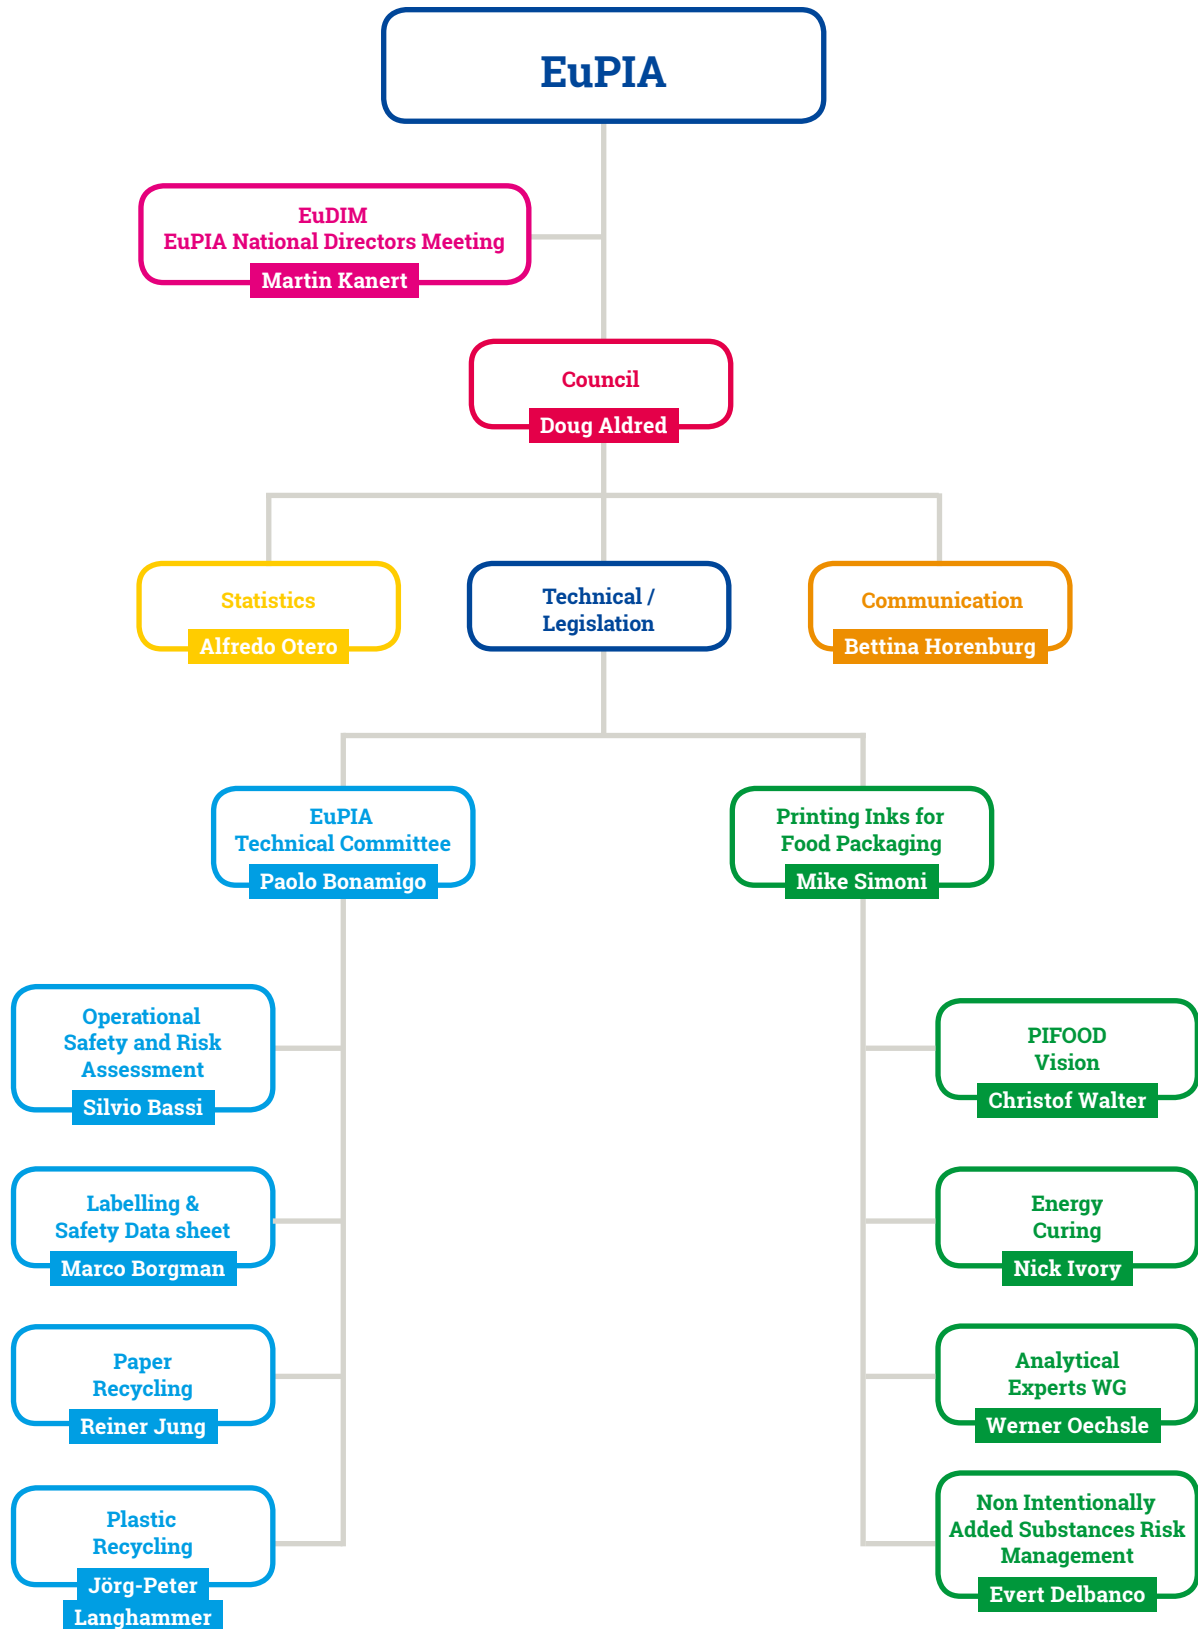 EuPIA
EuDIM
EuPIA National Directors Meeting
Martin Kanert
Council
Doug Aldred
Statistics
Alfredo Otero
Technical /
Legislation
Communication
Bettina Horenburg
EuPIA
Technical Committee
Paolo Bonamigo
Printing Inks for
Food Packaging
Mike Simoni
Operational
Safety and Risk
Assessment
Silvio Bassi
Labelling &
Safety Data sheet
Marco Borgman
Paper
Recycling
Reiner Jung
Plastic
Recycling
Jörg-Peter
Langhammer
PIFOOD
Vision
Christof Walter
Energy
Curing
Nick Ivory
Analytical
Experts WG
Werner Oechsle
Non Intentionally
Added Substances Risk
Management
Evert Delbanco